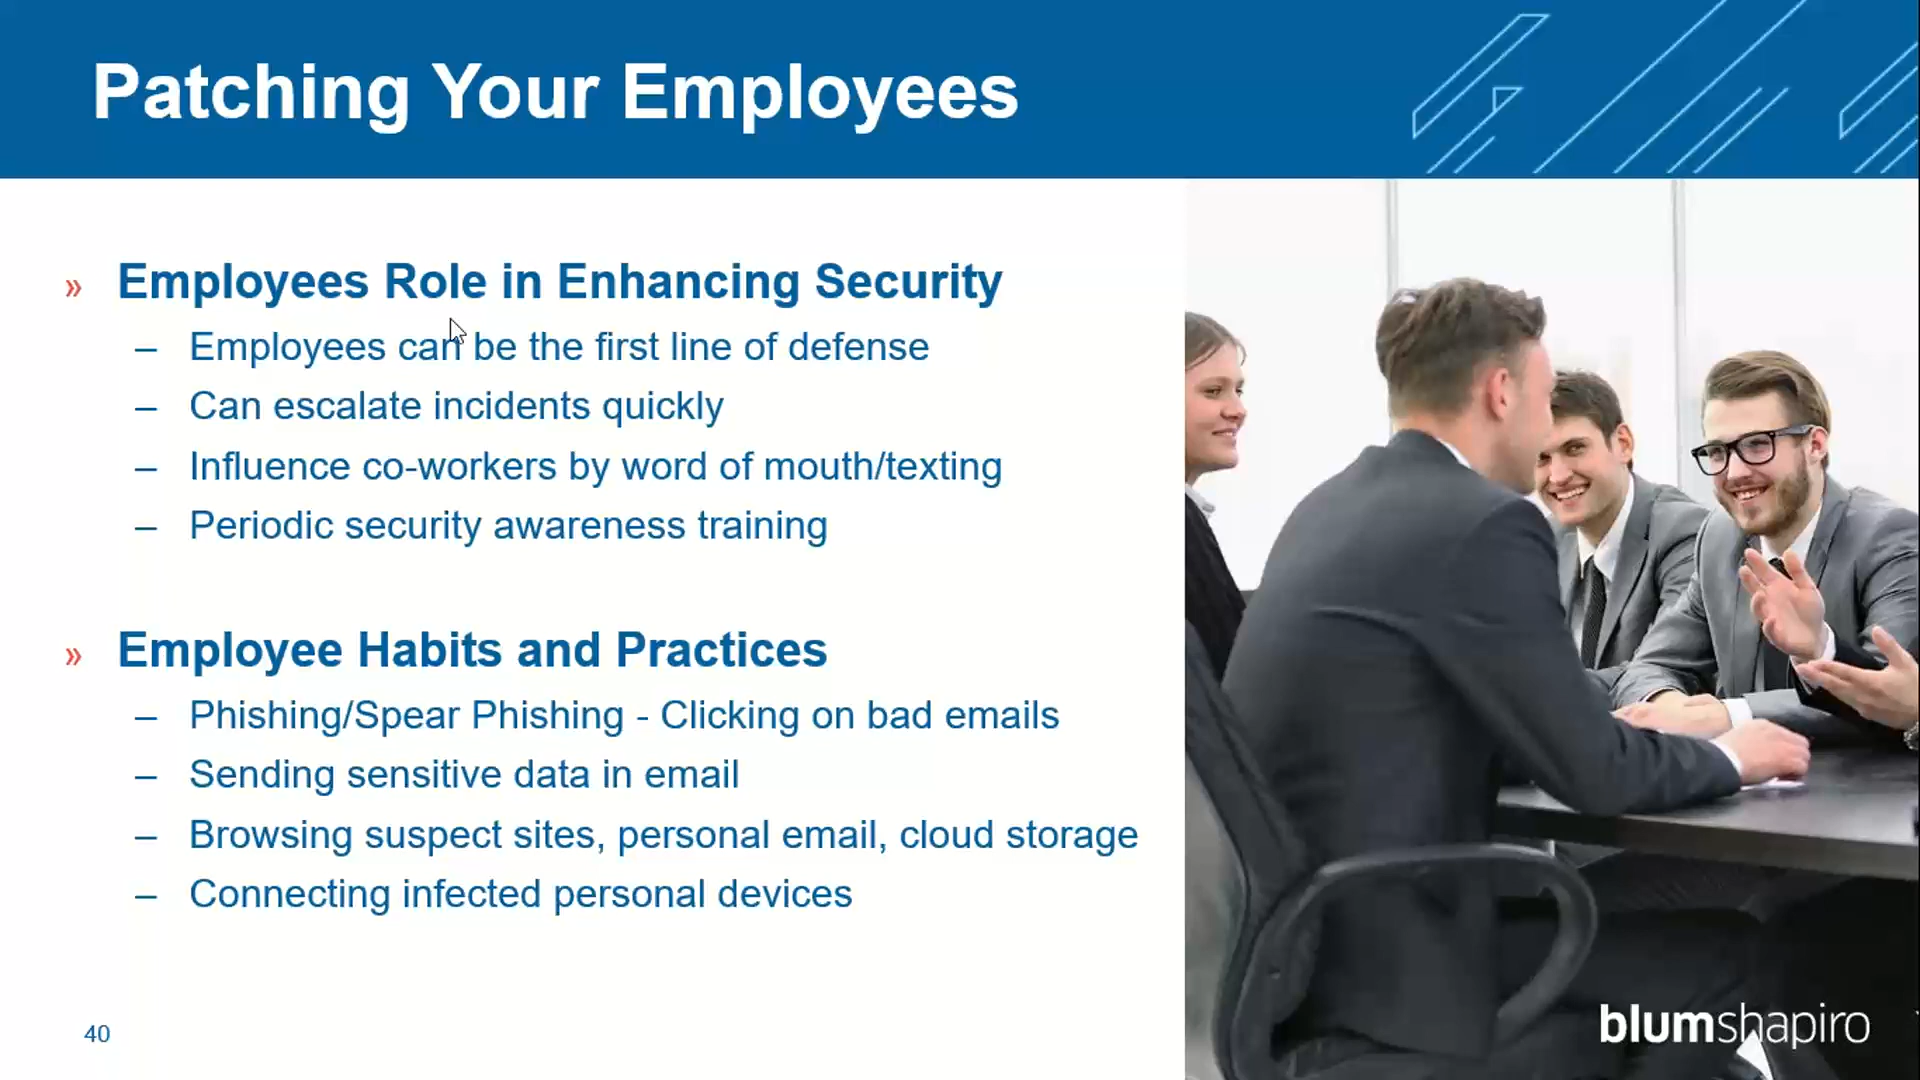 Patching Your Employees
» Employees Role in Enhancing Security
– Employees can be the first line of defense
– Can escalate incidents quickly
– Influence co-workers by word of mouth/texting
– Periodic security awareness training
» Employee Habits and Practices
– Phishing/Spear Phishing - Clicking on bad emails
– Sending sensitive data in email
– Browsing suspect sites, personal email, cloud storage
– Connecting infected personal devices
40
blumshapiro